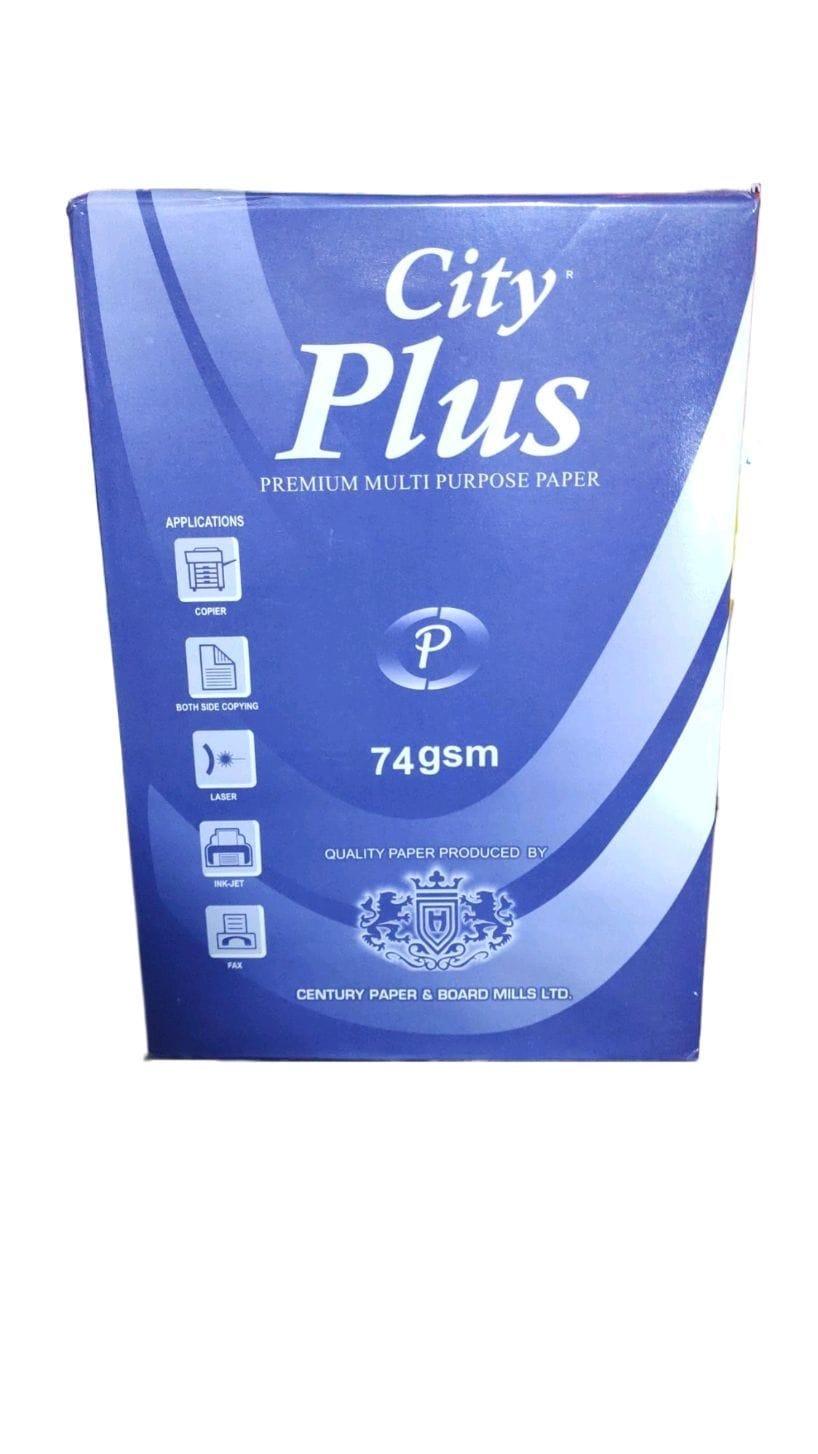 City ®
Plus
PREMIUM MULTI PURPOSE PAPER
APPLICATIONS
COPIER
BOTH SIDE COPYING
LASER
INK-JET
FAX
P
74gsm
QUALITY PAPER PRODUCED BY
CENTURY PAPER & BOARD MILLS LTD.